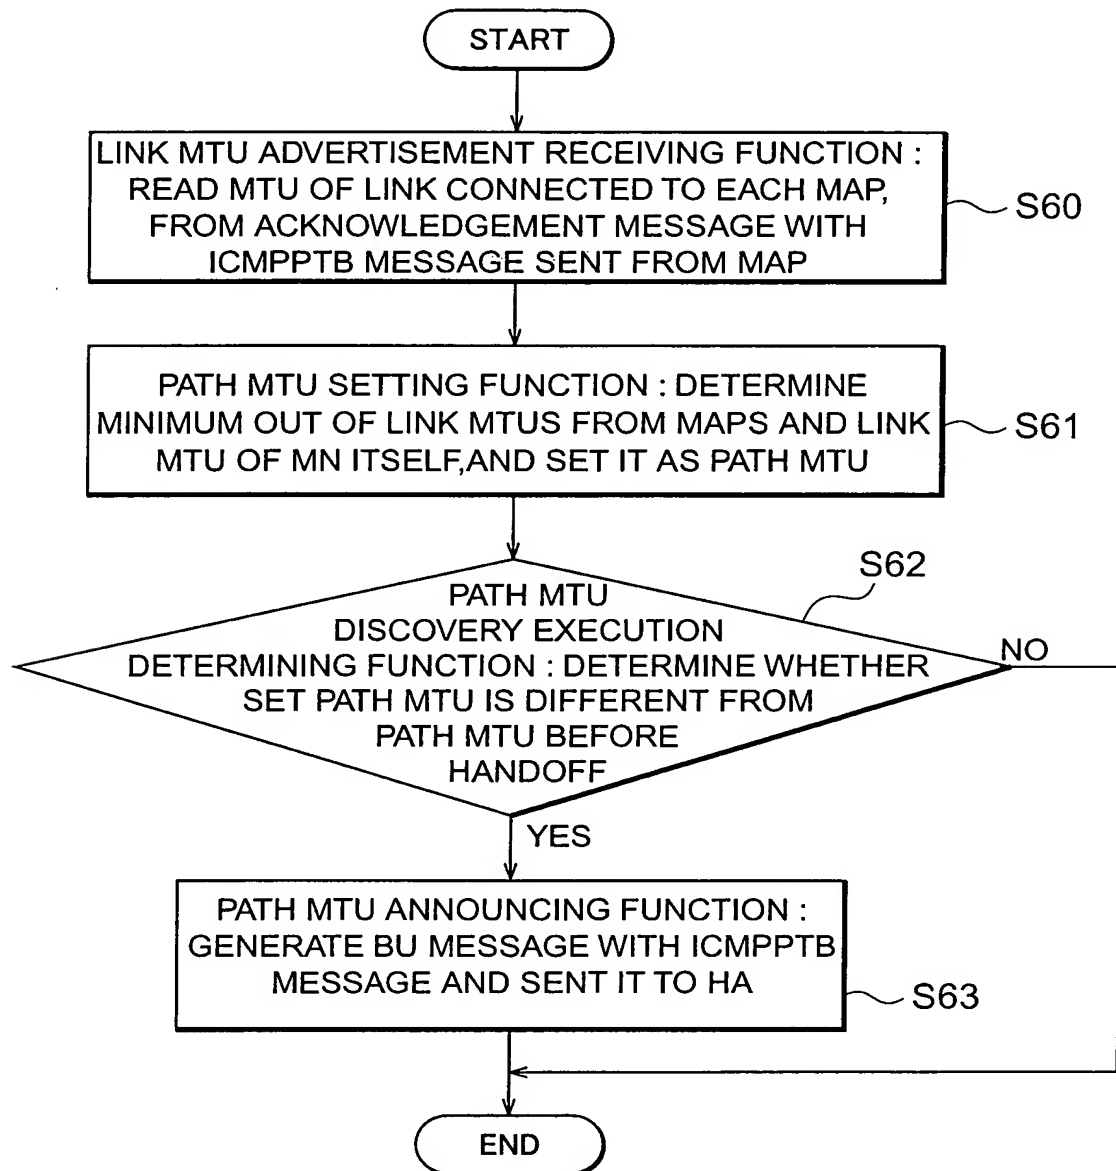 START
LINK MTU ADVERTISEMENT RECEIVING FUNCTION :
READ MTU OF LINK CONNECTED TO EACH MAP,
FROM ACKNOWLEDGEMENT MESSAGE WITH
ICMPPTB MESSAGE SENT FROM MAP
S60
PATH MTU SETTING FUNCTION : DETERMINE
MINIMUM OUT OF LINK MTUS FROM MAPS AND LINK
MTU OF MN ITSELF,AND SET IT AS PATH MTU
S61
S62
PATH MTU
DISCOVERY EXECUTION
DETERMINING FUNCTION : DETERMINE WHETHER
SET PATH MTU IS DIFFERENT FROM
PATH MTU BEFORE
HANDOFF
NO
YES
PATH MTU ANNOUNCING FUNCTION :
GENERATE BU MESSAGE WITH ICMPPTB
MESSAGE AND SENT IT TO HA
S63
END